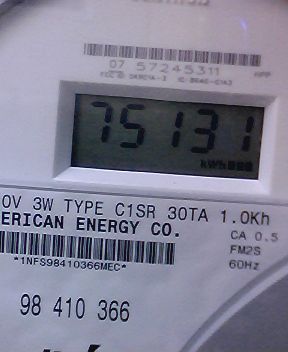 07 57245311
75131
kWh
0V 3W TYPE C1SR 30TA 1.0Kh
ERICAN ENERGY CO.
CA 0.5
FM2S
*1NFS98410366MEC*
60Hz
98 410 366